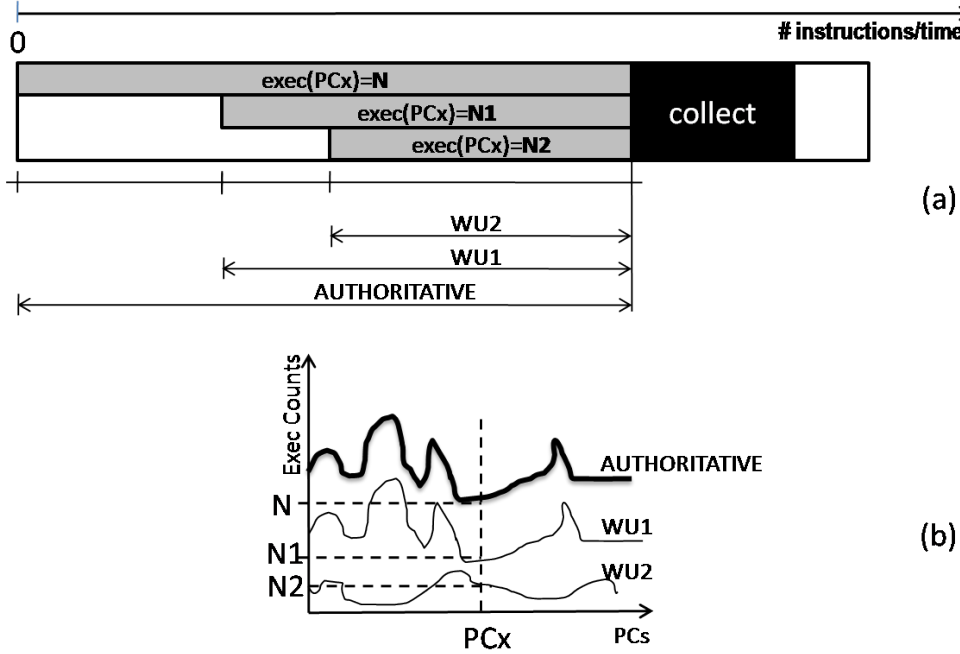 # instructions/time
0
exec(PCx)=N
exec(PCx)=N1
collect
exec(PCx)=N2
(a)
WU2
WU1
AUTHORITATIVE
Exec Counts
AUTHORITATIVE
N
WU1
(b)
N1
WU2
N2
PCx
PCs